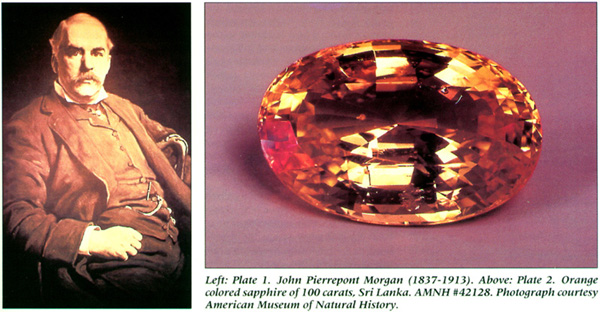 Left: Plate 1. John Pierrepont Morgan (1837-1913). Above: Plate 2. Orange
colored sapphire of 100 carats, Sri Lanka. AMNH #42128. Photograph courtesy
American Museum of Natural History.